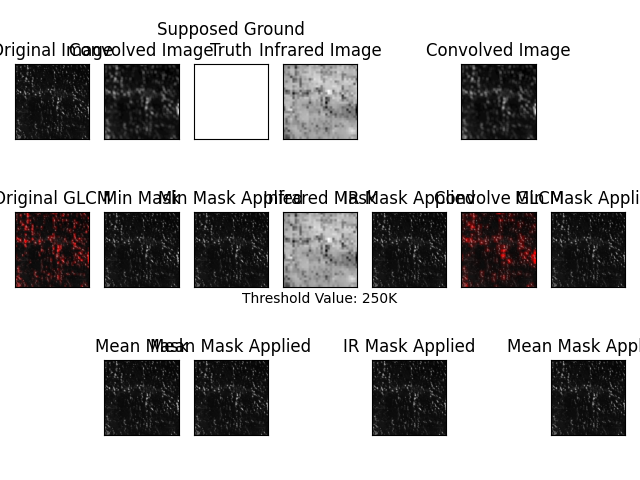 Supposed Ground
Original Image Convolved Image Truth Infrared Image Convolved Image
Original GLCM Min Mask Min Mask Applied Infrared Mask IR Mask Applied Convolve GLCM Min Mask Appli
Threshold Value: 250K
Mean Mask Mean Mask Applied IR Mask Applied Mean Mask Appl